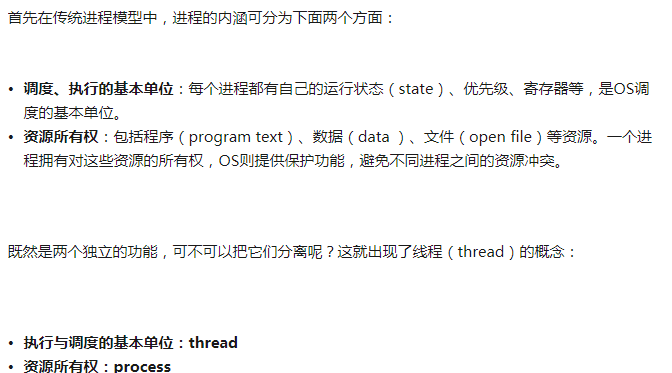 首先在传统进程模型中，进程的内涵可分为下面两个方面：
• 调度、执行的基本单位：每个进程都有自己的运行状态（state）、优先级、寄存器等，是OS调
度的基本单位。
• 资源所有权：包括程序（program text）、数据（data ）、文件（open file）等资源。一个进
程拥有对这些资源的所有权，OS则提供保护功能，避免不同进程之间的资源冲突。
既然是两个独立的功能，可不可以把它们分离呢？这就出现了线程（thread）的概念：
• 执行与调度的基本单位：thread
• 资源所有权：process